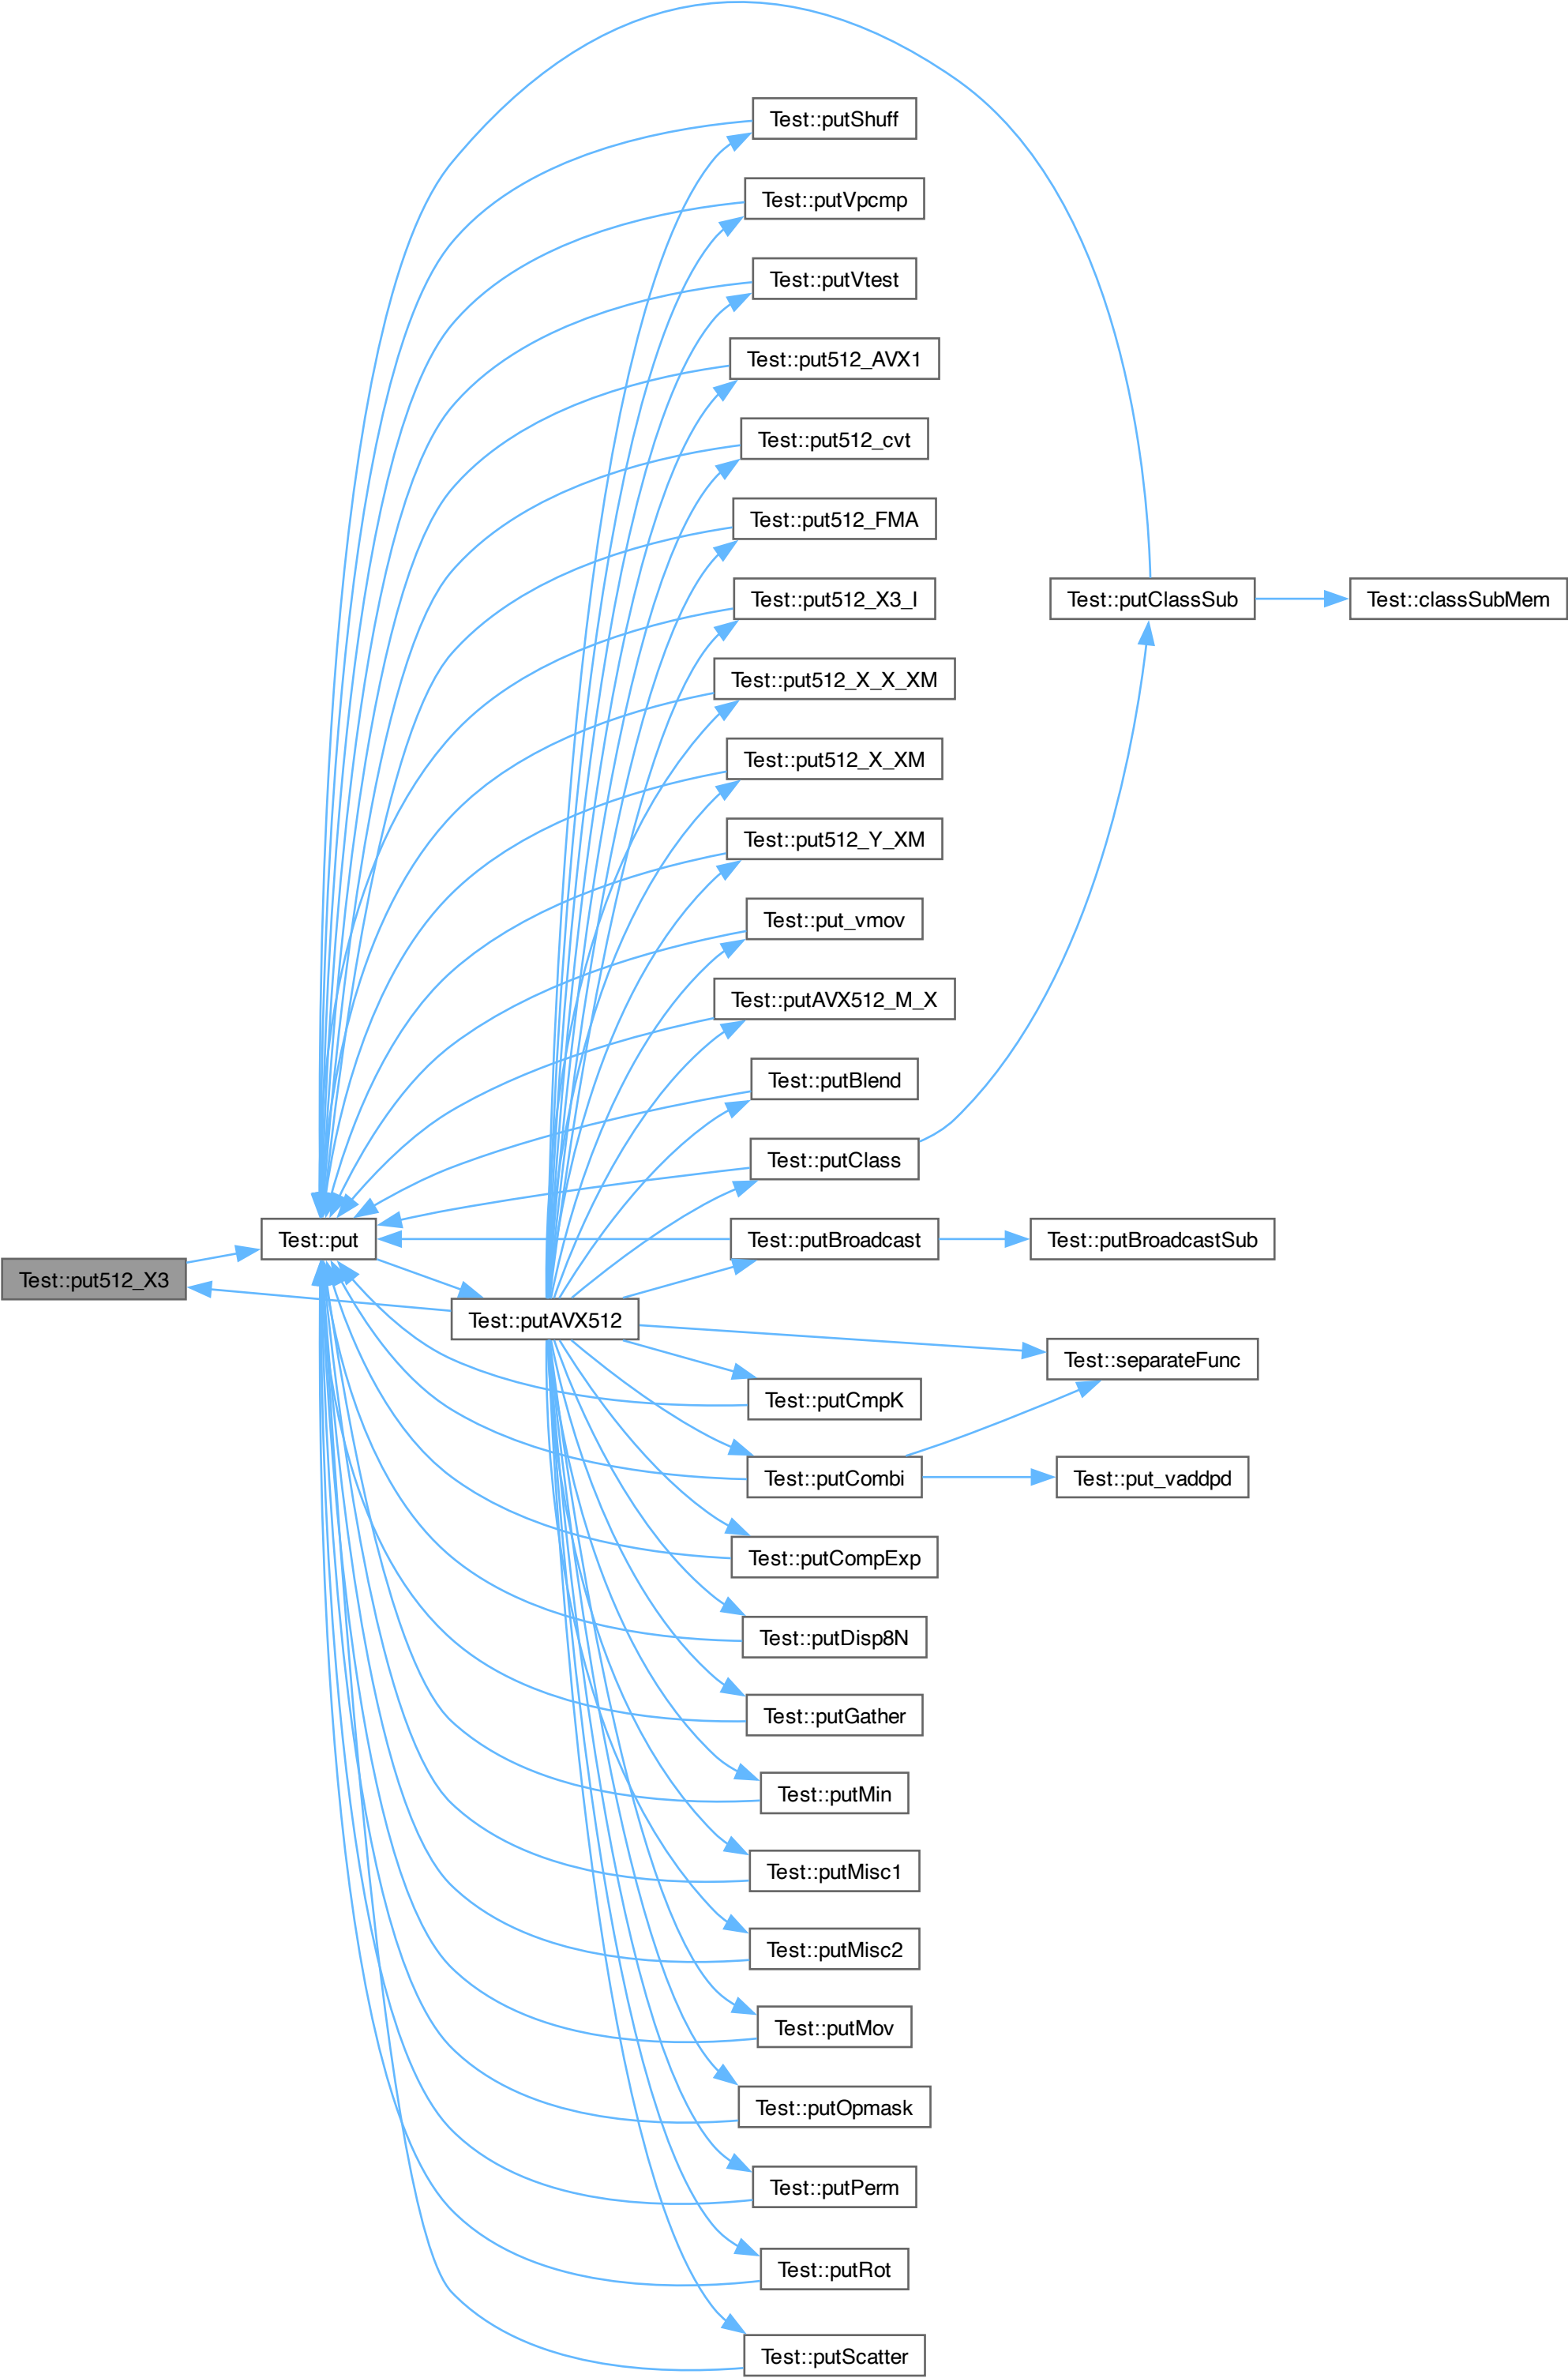 Test::putShuff
Test::putVpcmp
Test::putVtest
Test::put512_AVX1
Test::put512_cvt
Test::put512_FMA
Test::put512_X3_I
Test::putClassSub
Test::classSubMem
Test::put512_X_X_XM
Test::put512_X_XM
Test::put512_Y_XM
Test::put_vmov
Test::putAVX512_M_X
Test::putBlend
Test::putClass
Test::put
Test::putBroadcast
Test::putBroadcastSub
Test::put512_X3
Test::putAVX512
Test::separateFunc
Test::putCmpK
Test::putCombi
Test::put_vaddpd
Test::putCompExp
Test::putDisp8N
Test::putGather
Test::putMin
Test::putMisc1
Test::putMisc2
Test::putMov
Test::putOpmask
Test::putPerm
Test::putRot
Test::putScatter